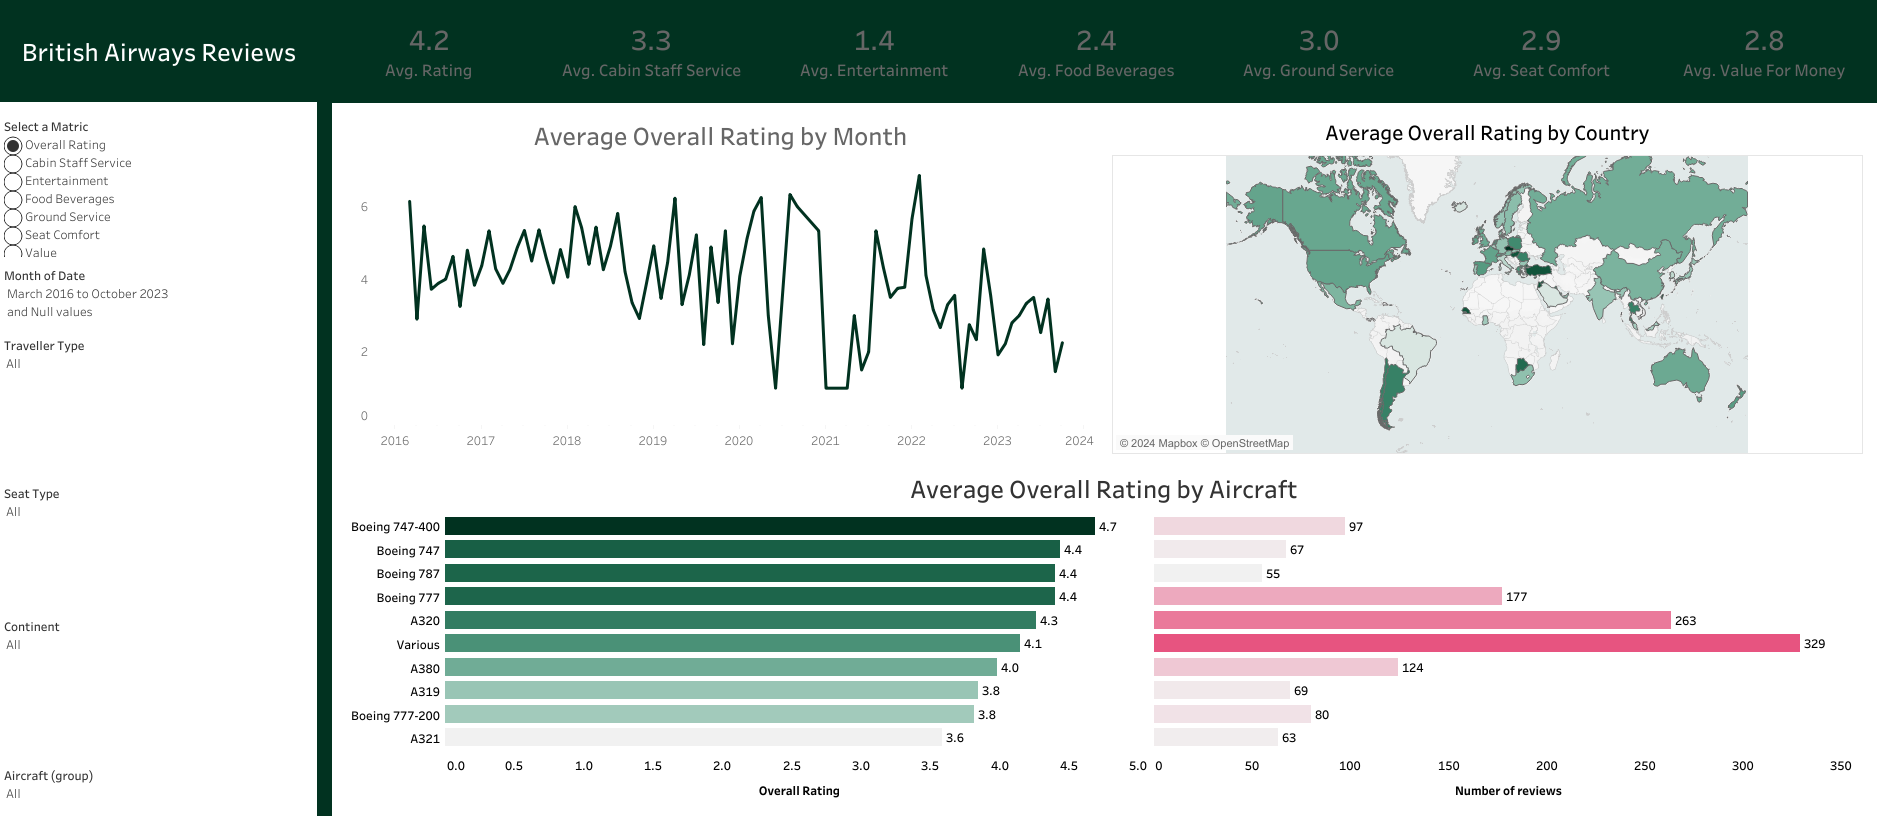 British Airways Reviews
4.2
Avg. Rating
3.3
Avg. Cabin Staff Service
1.4
Avg. Entertainment
2.4
Avg. Food Beverages
3.0
Avg. Ground Service
2.9
Avg. Seat Comfort
2.8
Avg. Value For Money
Select a Matric
Overall Rating
Cabin Staff Service
Entertainment
Food Beverages
Ground Service
Seat Comfort
Value
Month of Date
March 2016 to October 2023
and Null values
Traveller Type
All
Seat Type
All
Continent
All
Aircraft (group)
All
Average Overall Rating by Month
6
4
2
0
2016 2017 2018 2019 2020 2021 2022 2023 2024
Average Overall Rating by Country
© 2024 Mapbox © OpenStreetMap
Average Overall Rating by Aircraft
Boeing 747-400 4.7 97
Boeing 747 4.4 67
Boeing 787 4.4 55
Boeing 777 4.4 177
A320 4.3 263
Various 4.1 329
A380 4.0 124
A319 3.8 69
Boeing 777-200 3.8 80
A321 3.6 63
0.0 0.5 1.0 1.5 2.0 2.5 3.0 3.5 4.0 4.5 5.0 0 50 100 150 200 250 300 350
Overall Rating Number of reviews